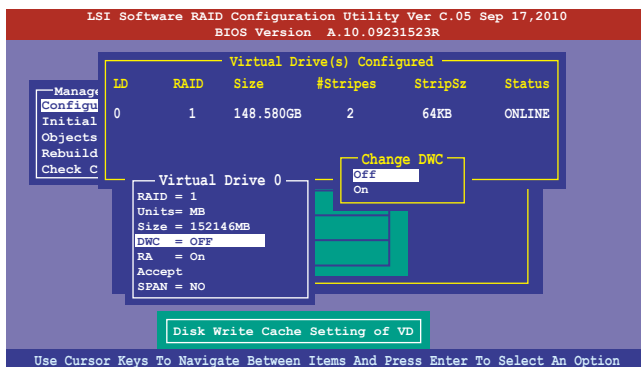 LSI Software RAID Configuration Utility Ver C.05 Sep 17,2010
BIOS Version A.10.09231523R
Virtual Drive(s) Configured
LD RAID Size #Stripes StripSz Status
0 1 148.580GB 2 64KB ONLINE
Manage
Configu
Initial
Objects
Rebuild
Check C
Change DWC
Off
On
Virtual Drive 0
RAID = 1
Units= MB
Size = 152146MB
DWC = OFF
RA = On
Accept
SPAN = NO
Disk Write Cache Setting of VD
Use Cursor Keys To Navigate Between Items And Press Enter To Select An Option